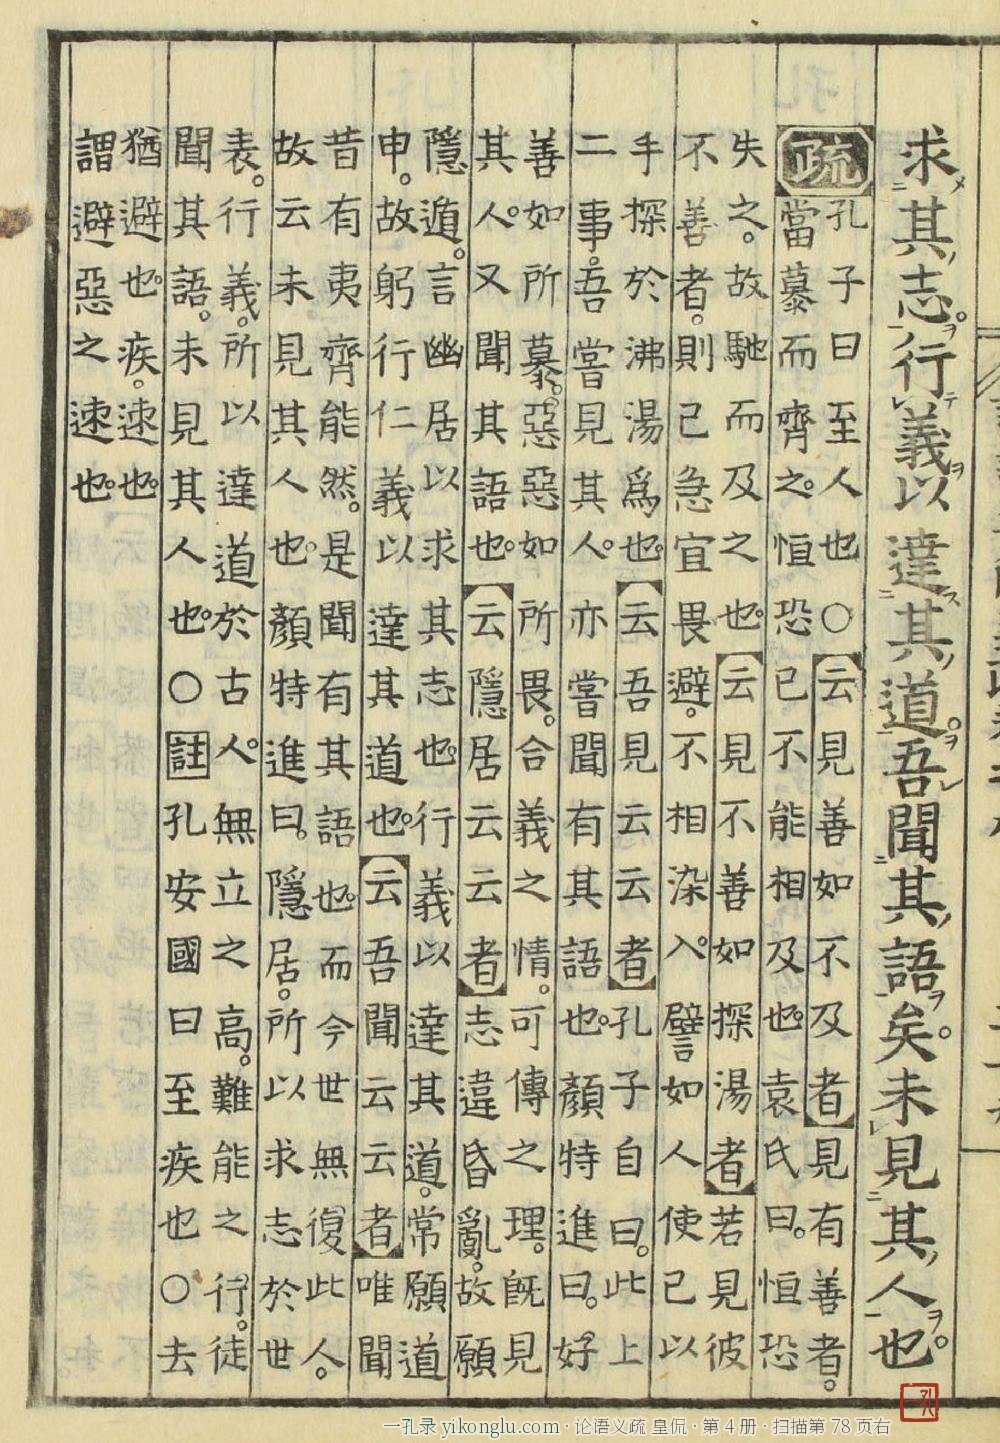 求其志。行義以達其道。吾聞其語矣。未見其人也。
疏
孔子曰至人也○云見善如不及者見有善者。
當慕而齊之。恒恐已不能相及也。袁氏曰。恒恐
失之。故馳而及之也。云見不善如探湯者若見彼
不善者。則己急宜畏避。不相染入。譬如人使己以
手探於沸湯爲也。云吾見云云者孔子自曰。此上
二事。吾嘗見其人。亦嘗聞有其語也。顏特進曰。好
善如所慕。惡惡如所畏。合義之情。可傳之理。既見
其人。又聞其語也。云隱居云云者志違昏亂。故願
隱遁。言幽居以求其志也。行義以達其道。常願道
申。故躬行仁義以達其道也。云吾聞云云者唯聞
昔有夷齊能然。是聞有其語也。而今世無復此人。
故云未見其人也。顏特進曰。隱居。所以求志於世
表。行義。所以達道於古人。無立之高。難能之行。徒
聞其語。未見其人也。○註孔安國曰至疾也○去
猶避也。疾。速也。
謂避惡之速也。
一孔录 yikonglu.com · 论语义疏 皇侃 · 第 4 册 · 扫描第 78 页右